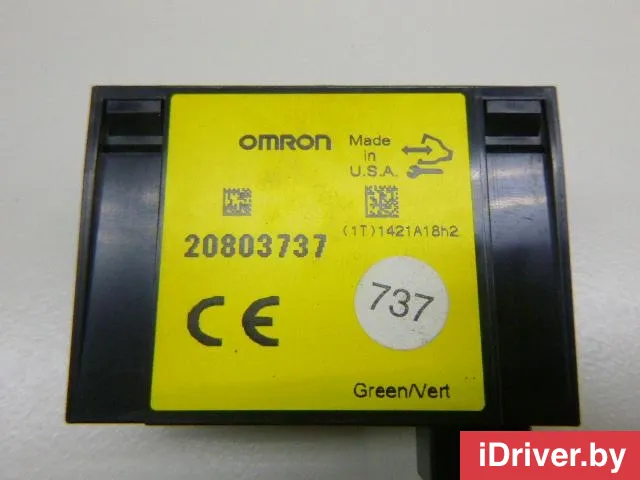 OMRON
Made
in
U.S.A.
20803737
(1T)1421A18h2
CE
737
Green/Vert
iDriver.by